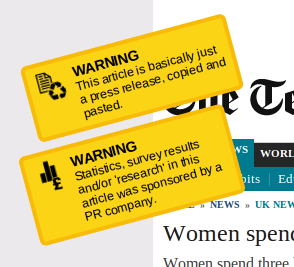 WARNING
This article is basically just
a press release, copied and
pasted.
The Te
WARNING
Statistics, survey results
and/or 'research' in this
article was sponsored by a
PR company.
WS WORL
bits | Ed
» NEWS » UK NEW
Women spend
Women spend three